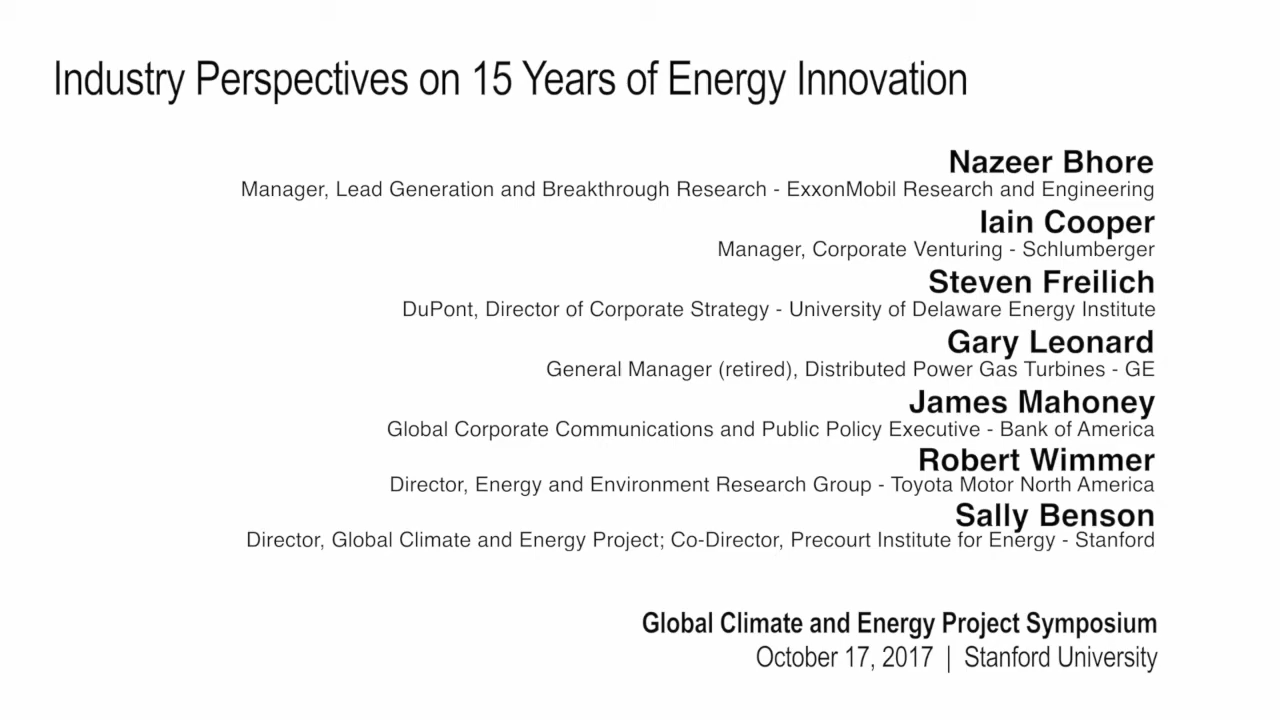 Industry Perspectives on 15 Years of Energy Innovation
Nazeer Bhore
Manager, Lead Generation and Breakthrough Research - ExxonMobil Research and Engineering
Iain Cooper
Manager, Corporate Venturing - Schlumberger
Steven Freilich
DuPont, Director of Corporate Strategy - University of Delaware Energy Institute
Gary Leonard
General Manager (retired), Distributed Power Gas Turbines - GE
James Mahoney
Global Corporate Communications and Public Policy Executive - Bank of America
Robert Wimmer
Director, Energy and Environment Research Group - Toyota Motor North America
Sally Benson
Director, Global Climate and Energy Project; Co-Director, Precourt Institute for Energy - Stanford
Global Climate and Energy Project Symposium
October 17, 2017 | Stanford University